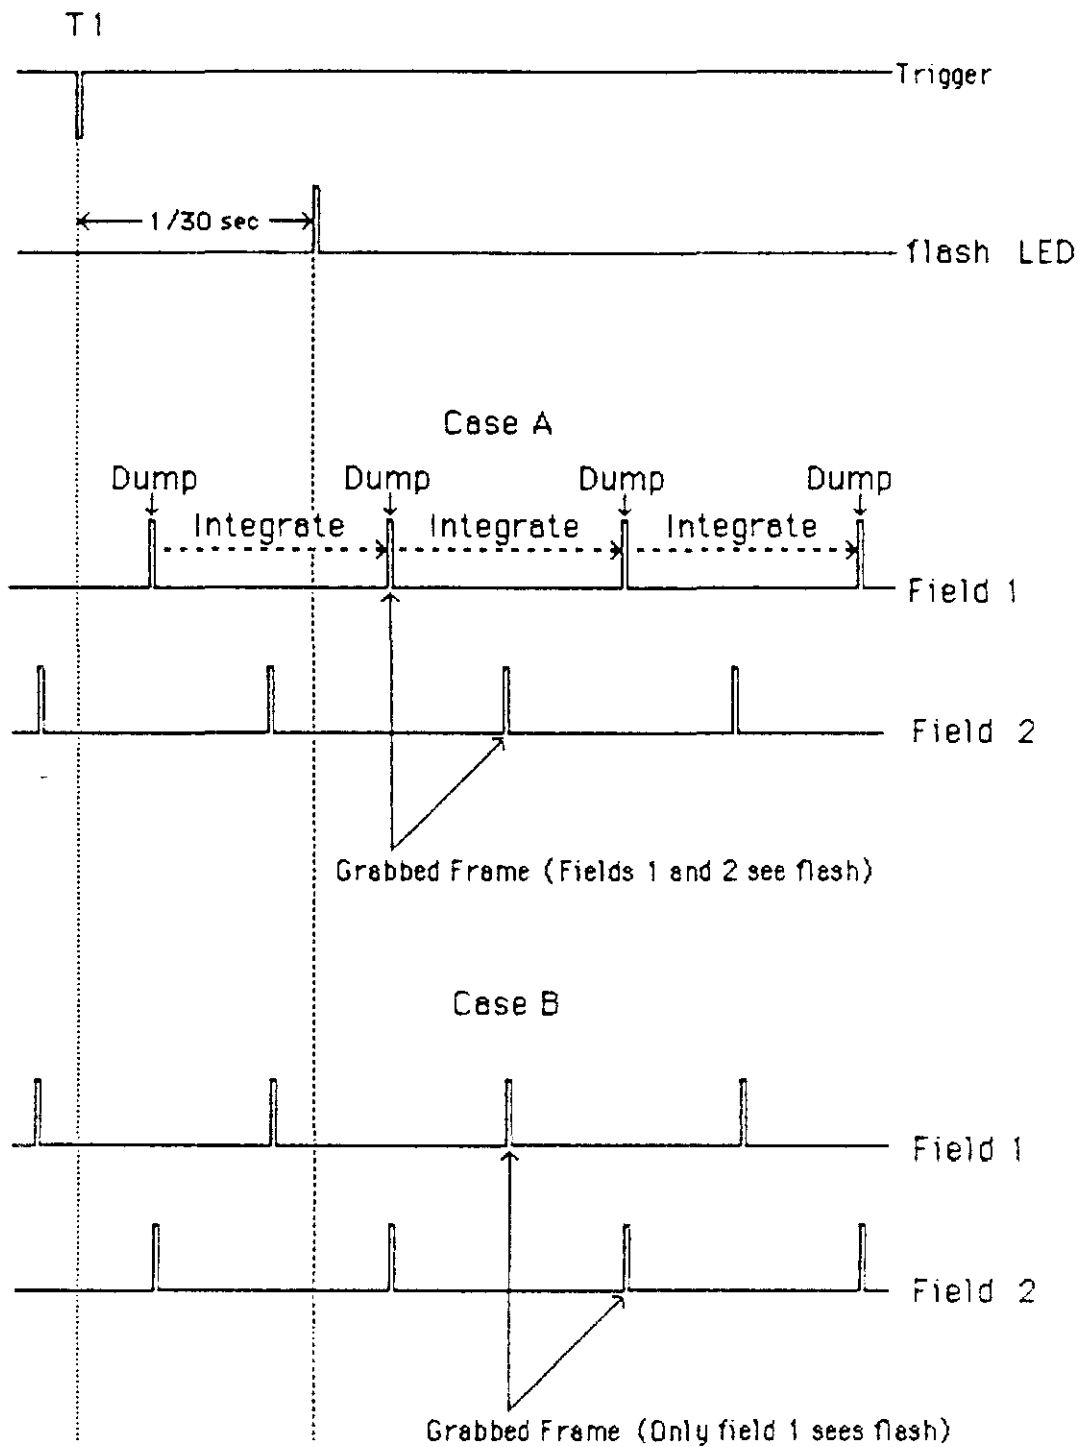 T1
Trigger
1/30 sec
flash LED
Case A
Dump Dump Dump Dump
Integrate Integrate Integrate
Field 1
Field 2
Grabbed Frame (Fields 1 and 2 see flash)
Case B
Field 1
Field 2
Grabbed Frame (Only field 1 sees flash)